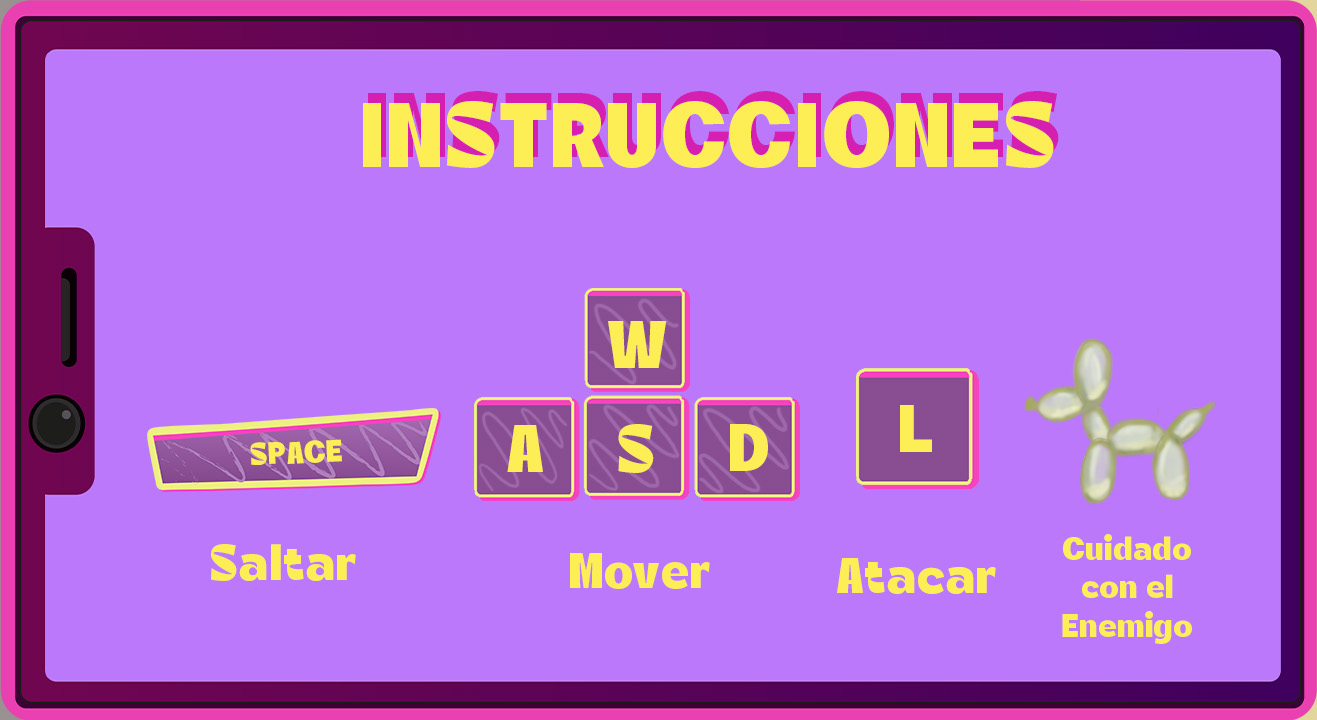 INSTRUCCIONES
W
A S D
L
SPACE
Saltar
Mover
Atacar
Cuidado
con el
Enemigo